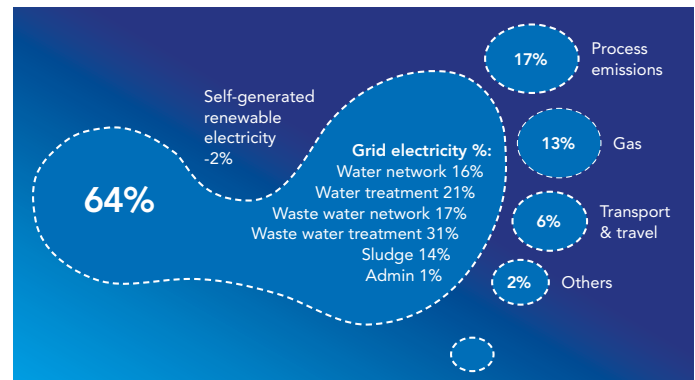 64%
Self-generated
renewable
electricity
-2%
Grid electricity %:
Water network 16%
Water treatment 21%
Waste water network 17%
Waste water treatment 31%
Sludge 14%
Admin 1%
17%
Process
emissions
13%
Gas
6%
Transport
& travel
2%
Others